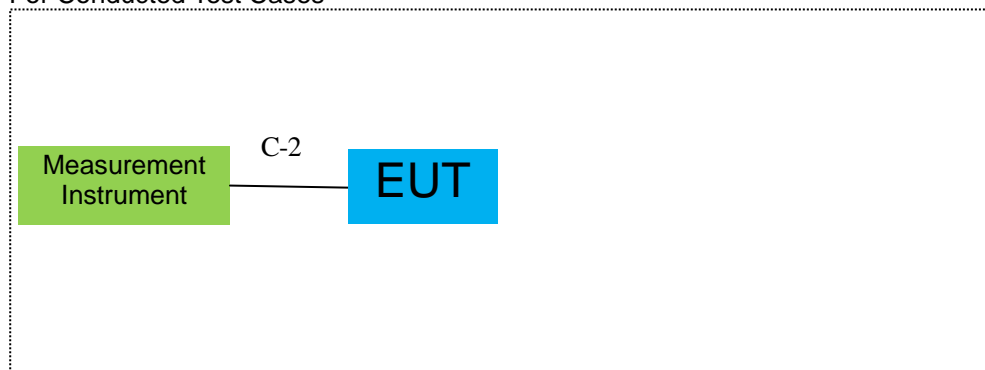 For Conducted Test Cases
C-2
Measurement
Instrument
EUT